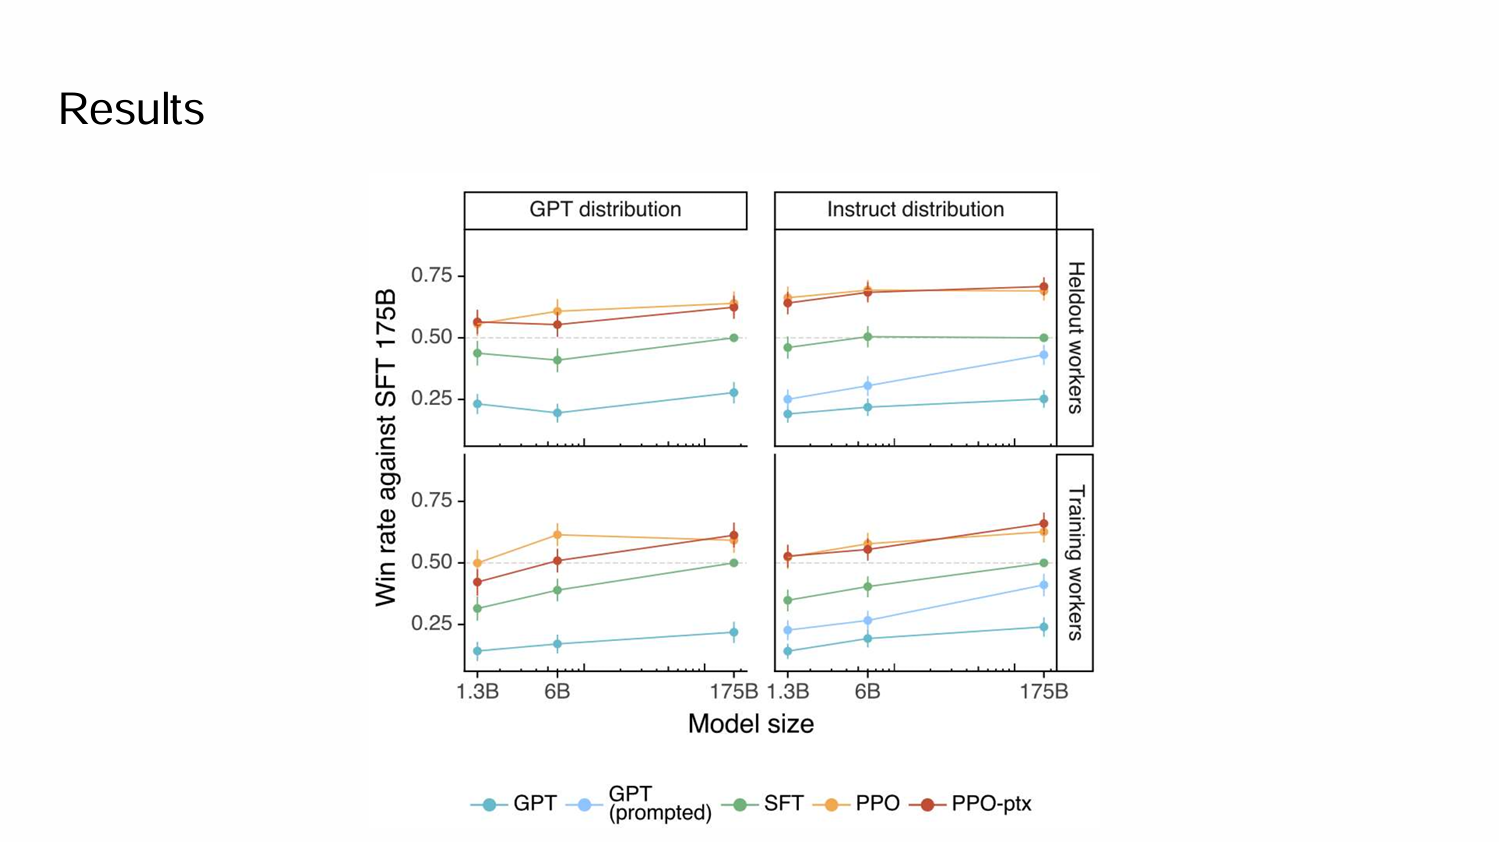 Results
GPT distribution
Instruct distribution
Win rate against SFT 175B
0.75
0.50
0.25
Heldout workers
0.75
0.50
0.25
Training workers
1.3B 6B 175B 1.3B 6B 175B
Model size
GPT GPT (prompted) SFT PPO PPO-ptx